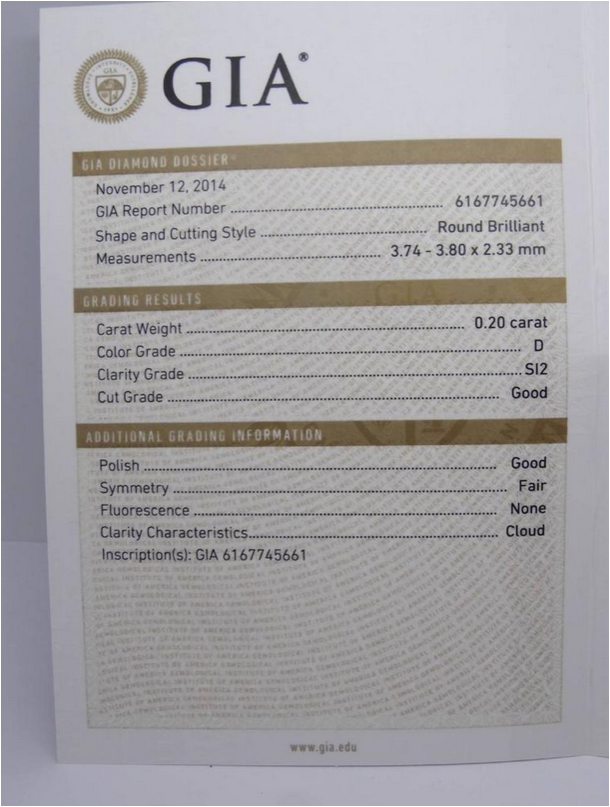 GIA®
GIA DIAMOND DOSSIER®
November 12, 2014
GIA Report Number ........ 6167745661
Shape and Cutting Style ........ Round Brilliant
Measurements ........ 3.74 - 3.80 x 2.33 mm
GRADING RESULTS
Carat Weight ........ 0.20 carat
Color Grade ........ D
Clarity Grade ........ SI2
Cut Grade ........ Good
ADDITIONAL GRADING INFORMATION
Polish ........ Good
Symmetry ........ Fair
Fluorescence ........ None
Clarity Characteristics ........ Cloud
Inscription(s): GIA 6167745661
www.gia.edu